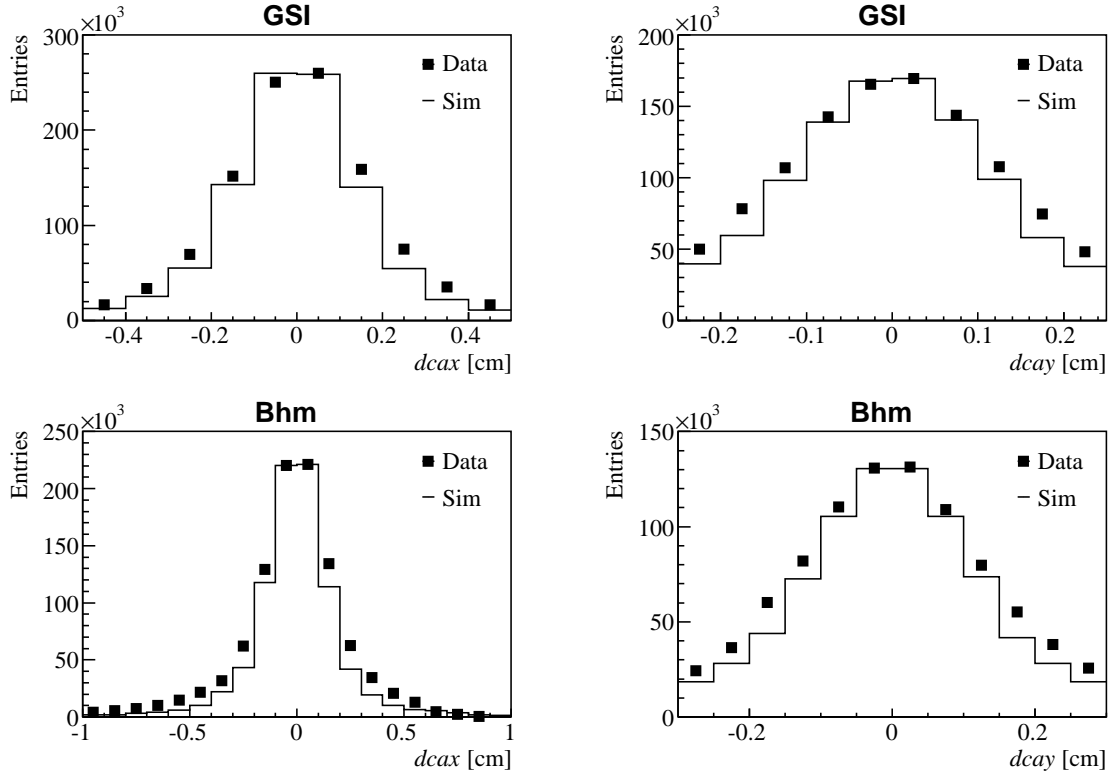 GSI
×10³
Entries
300
200
100
0
-0.4 -0.2 0 0.2 0.4
dcax [cm]
Data
Sim
GSI
×10³
Entries
200
150
100
50
0
-0.2 -0.1 0 0.1 0.2
dcay [cm]
Data
Sim
Bhm
×10³
Entries
250
200
150
100
50
0
-1 -0.5 0 0.5 1
dcax [cm]
Data
Sim
Bhm
×10³
Entries
150
100
50
0
-0.2 0 0.2
dcay [cm]
Data
Sim